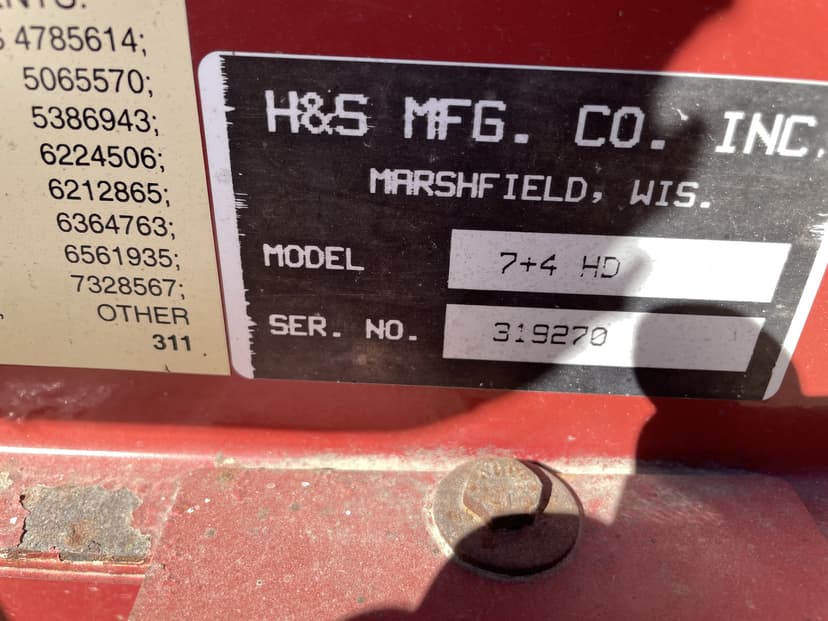 4785614;
5065570;
5386943;
6224506;
6212865;
6364763;
6561935;
7328567;
OTHER
311
H&S MFG. CO. INC.
MARSHFIELD, WIS.
MODEL 7+4 HD
SER. NO. 319270